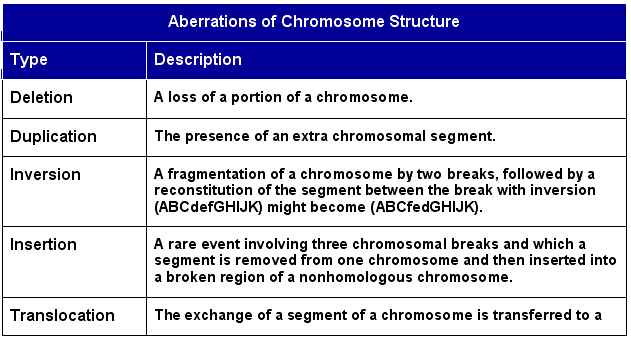 Aberrations of Chromosome Structure
Type Description
Deletion A loss of a portion of a chromosome.
Duplication The presence of an extra chromosomal segment.
Inversion A fragmentation of a chromosome by two breaks, followed by a
reconstitution of the segment between the break with inversion
(ABCdefGHIJK) might become (ABCfedGHIJK).
Insertion A rare event involving three chromosomal breaks and which a
segment is removed from one chromosome and then inserted into
a broken region of a nonhomologous chromosome.
Translocation The exchange of a segment of a chromosome is transferred to a